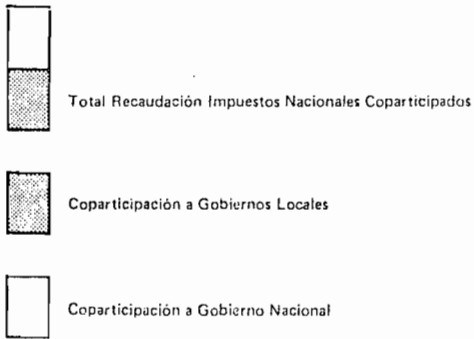 Total Recaudación Impuestos Nacionales Coparticipados
Coparticipación a Gobiernos Locales
Coparticipación a Gobierno Nacional